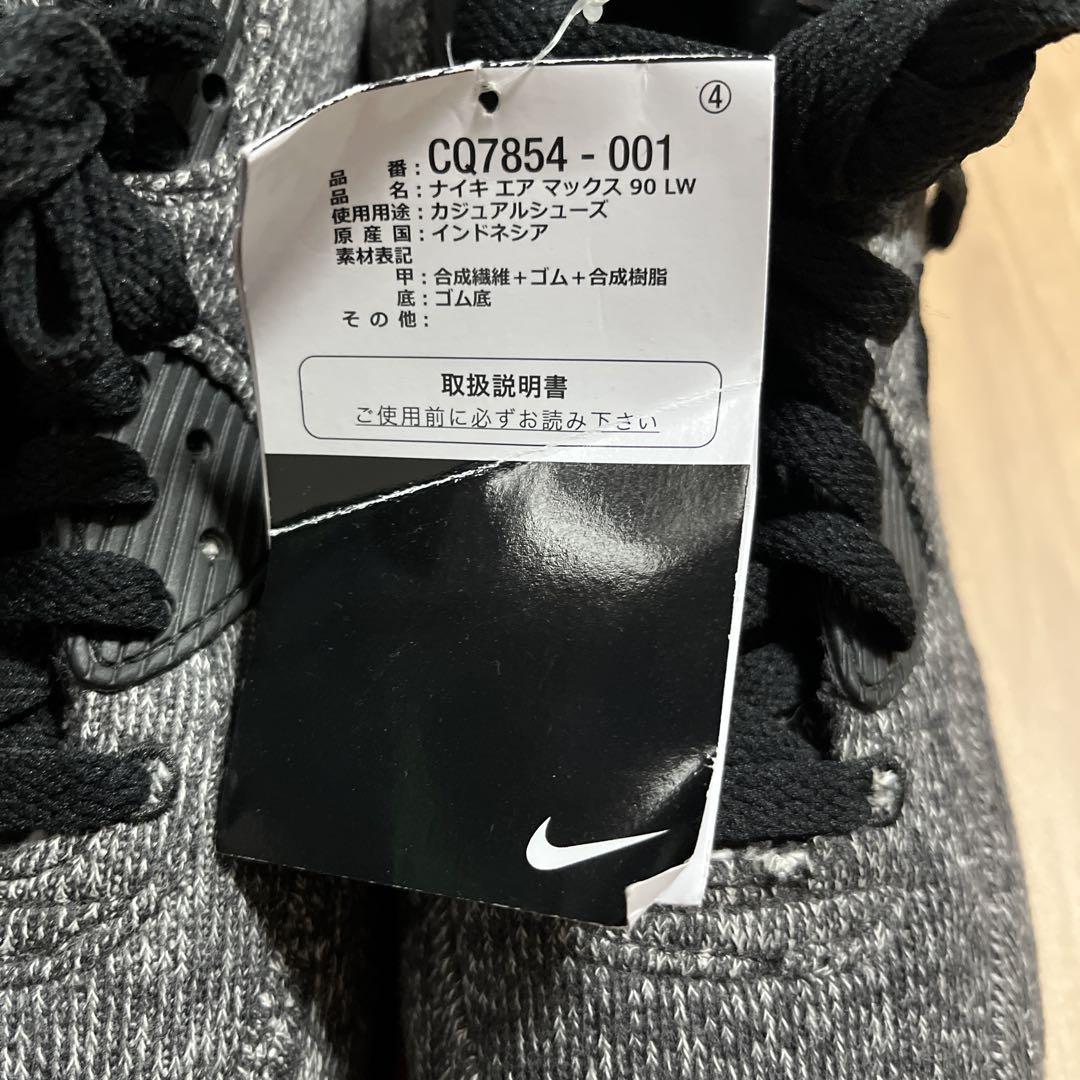 ④
品 番：CQ7854 - 001
品 名：ナイキ エア マックス 90 LW
使用用途：カジュアルシューズ
原 産 国：インドネシア
素材表記
甲：合成繊維＋ゴム＋合成樹脂
底：ゴム底
そ の 他：
取扱説明書
ご使用前に必ずお読み下さい